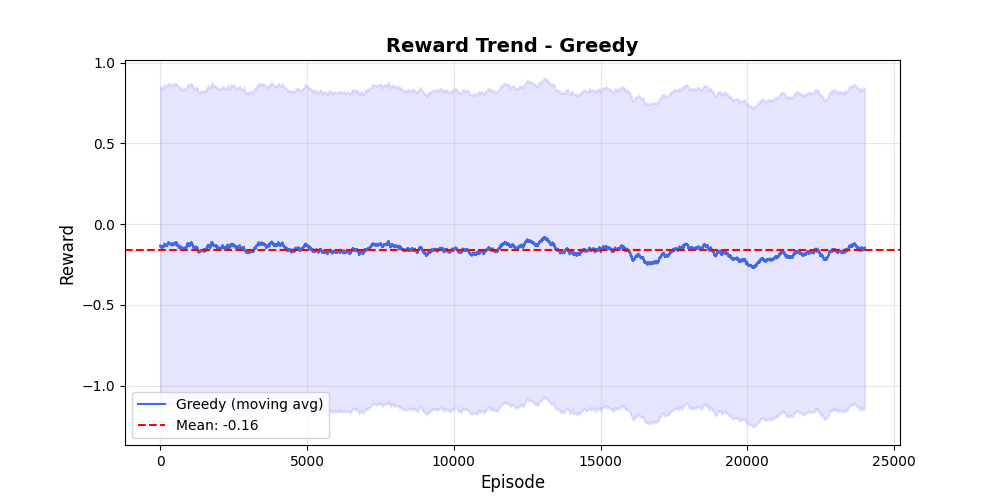 Reward Trend - Greedy
Reward
1.0
0.5
0.0
−0.5
−1.0
Greedy (moving avg)
Mean: -0.16
0
5000
10000
15000
20000
25000
Episode